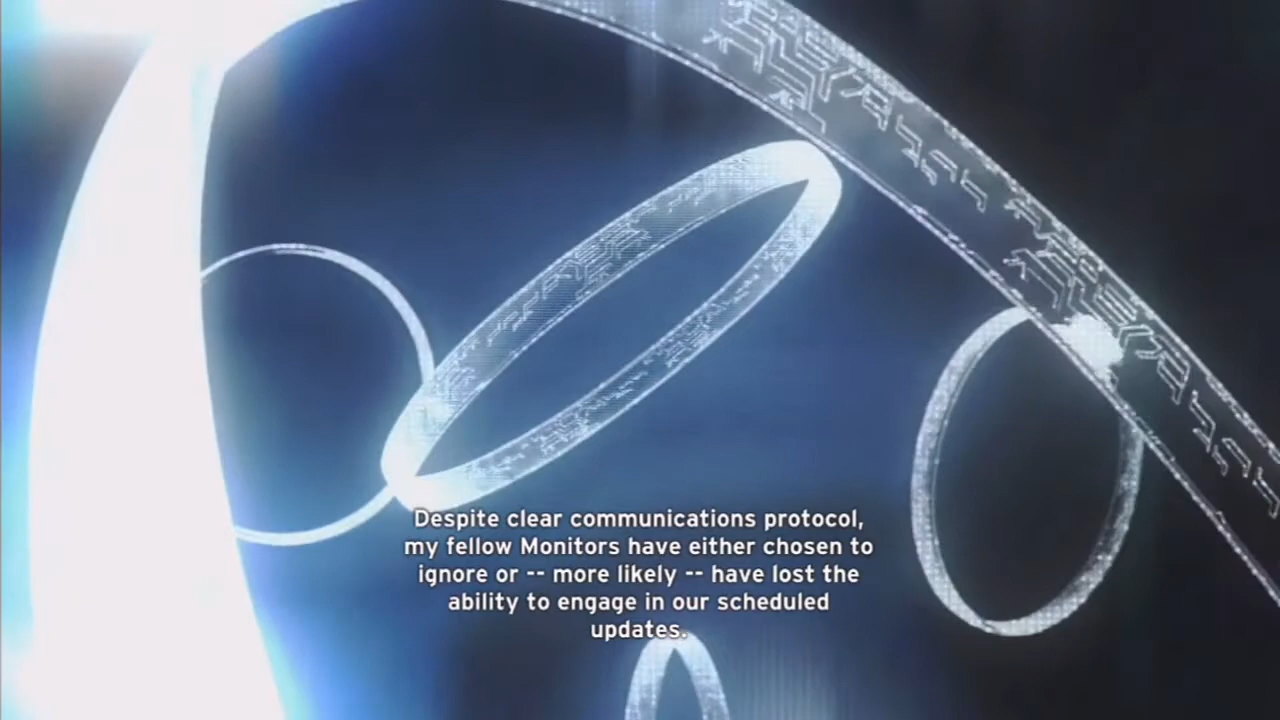 Despite clear communications protocol,
my fellow Monitors have either chosen to
ignore or -- more likely -- have lost the
ability to engage in our scheduled
updates.